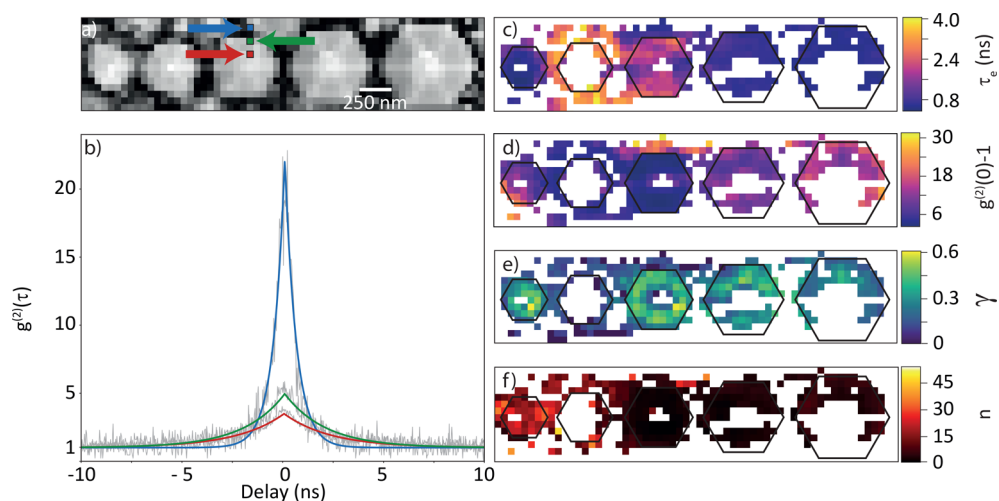 a)
250 nm
b)
g⁽²⁾(τ)
20
15
10
5
1
-10
- 5
0
5
10
Delay (ns)
c)
4.0
2.4
0.8
τₑ (ns)
d)
30
18
6
g⁽²⁾(0)-1
e)
0.6
0.3
0
γ
f)
45
30
15
0
n